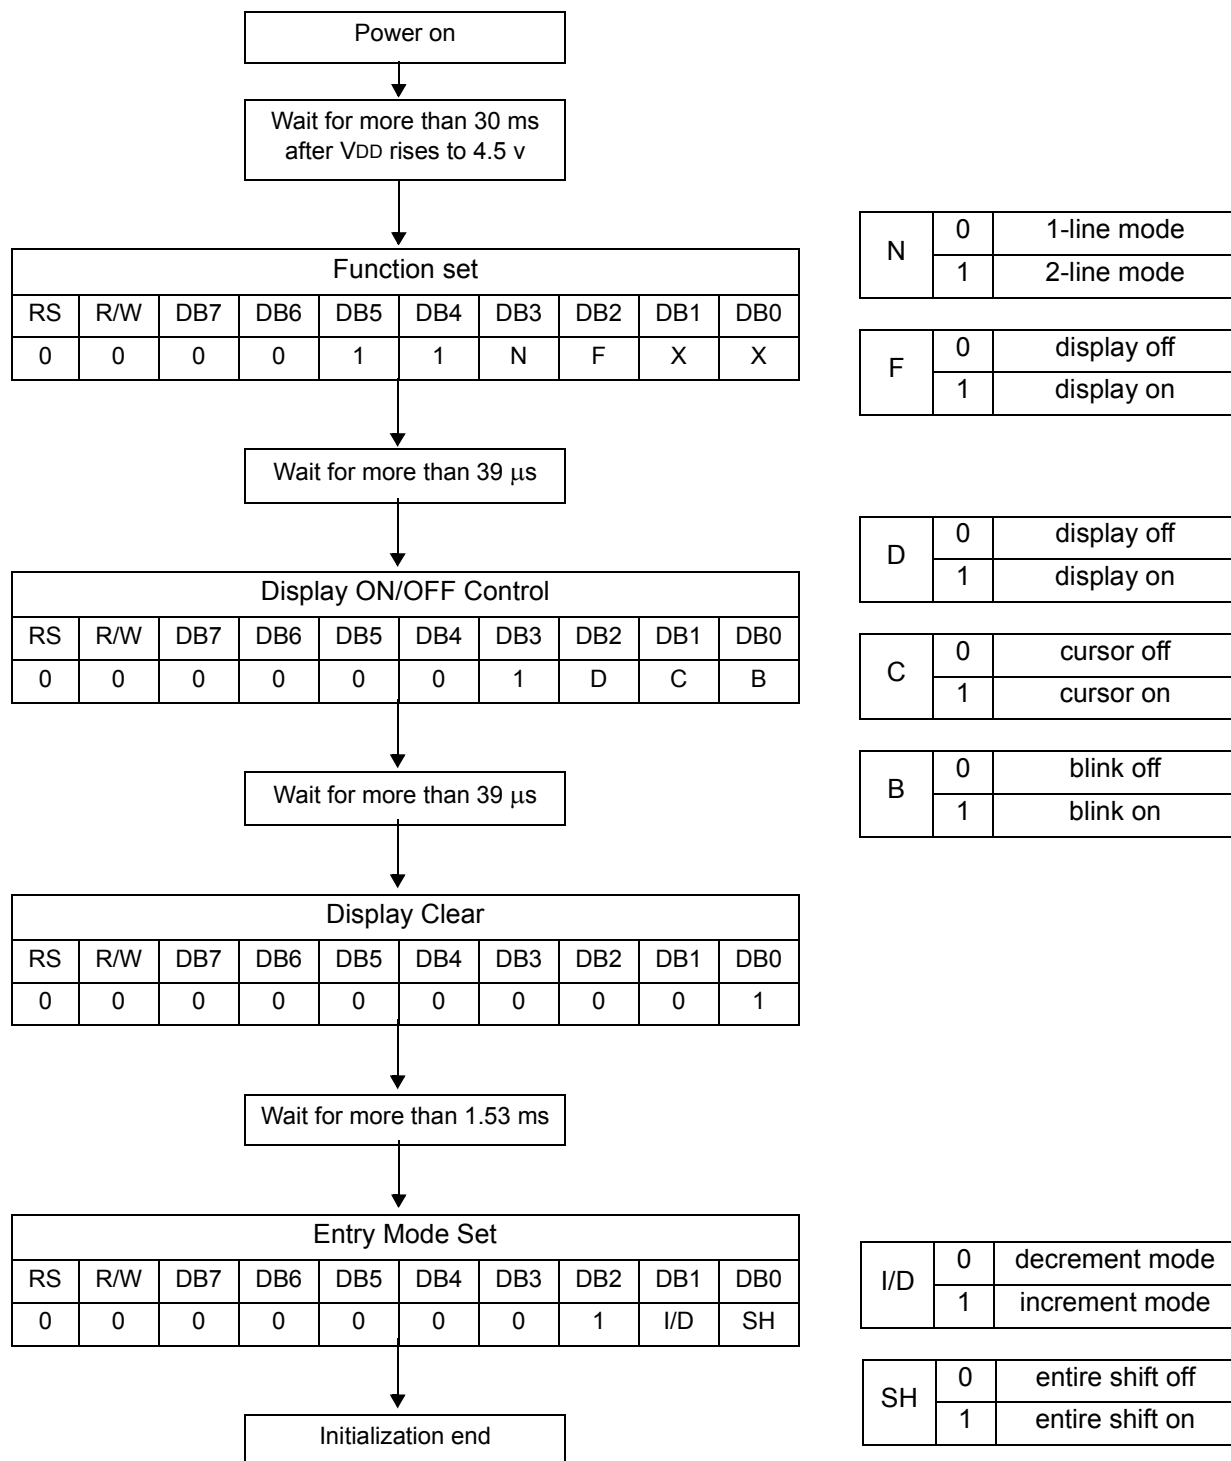 Power on
Wait for more than 30 ms
after VDD rises to 4.5 v
Function set
RS R/W DB7 DB6 DB5 DB4 DB3 DB2 DB1 DB0
0 0 0 0 1 1 N F X X
N 0 1-line mode
1 2-line mode
F 0 display off
1 display on
Wait for more than 39 μs
Display ON/OFF Control
RS R/W DB7 DB6 DB5 DB4 DB3 DB2 DB1 DB0
0 0 0 0 0 0 1 D C B
D 0 display off
1 display on
C 0 cursor off
1 cursor on
B 0 blink off
1 blink on
Wait for more than 39 μs
Display Clear
RS R/W DB7 DB6 DB5 DB4 DB3 DB2 DB1 DB0
0 0 0 0 0 0 0 0 0 1
Wait for more than 1.53 ms
Entry Mode Set
RS R/W DB7 DB6 DB5 DB4 DB3 DB2 DB1 DB0
0 0 0 0 0 0 0 1 I/D SH
I/D 0 decrement mode
1 increment mode
SH 0 entire shift off
1 entire shift on
Initialization end